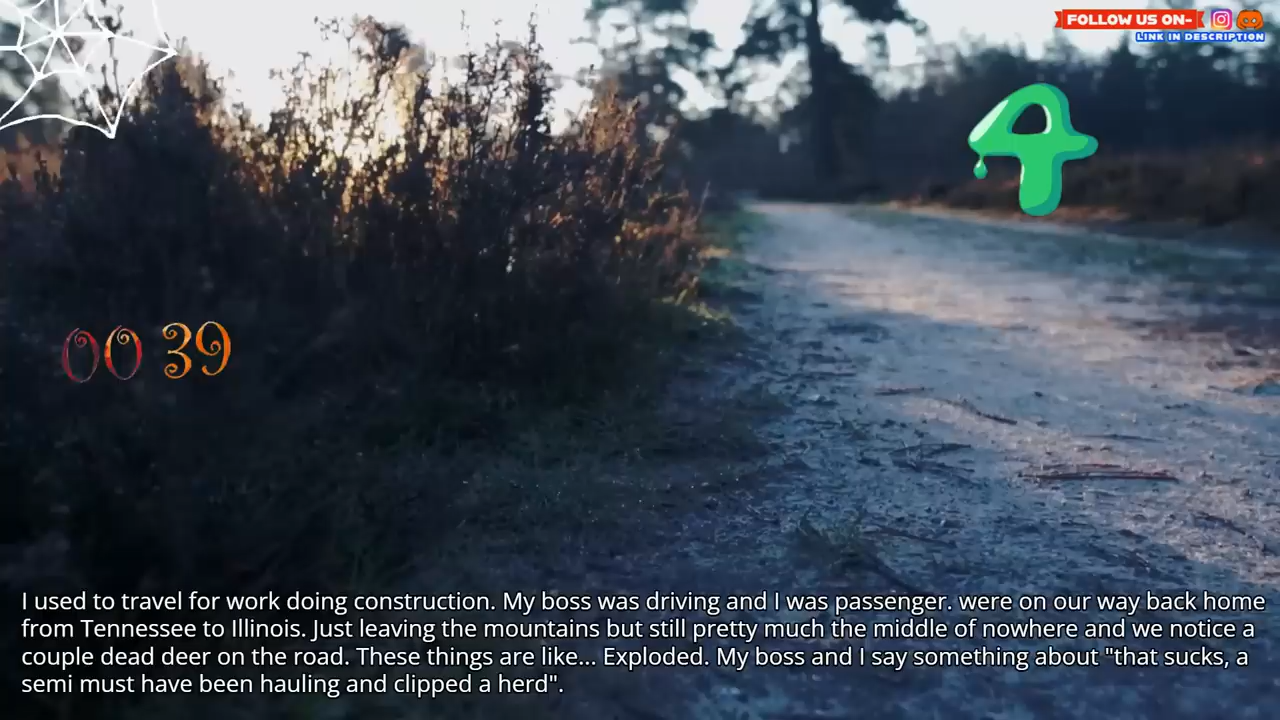 FOLLOW US ON-
LINK IN DESCRIPTION
4
00 39
I used to travel for work doing construction. My boss was driving and I was passenger. were on our way back home
from Tennessee to Illinois. Just leaving the mountains but still pretty much the middle of nowhere and we notice a
couple dead deer on the road. These things are like... Exploded. My boss and I say something about "that sucks, a
semi must have been hauling and clipped a herd".